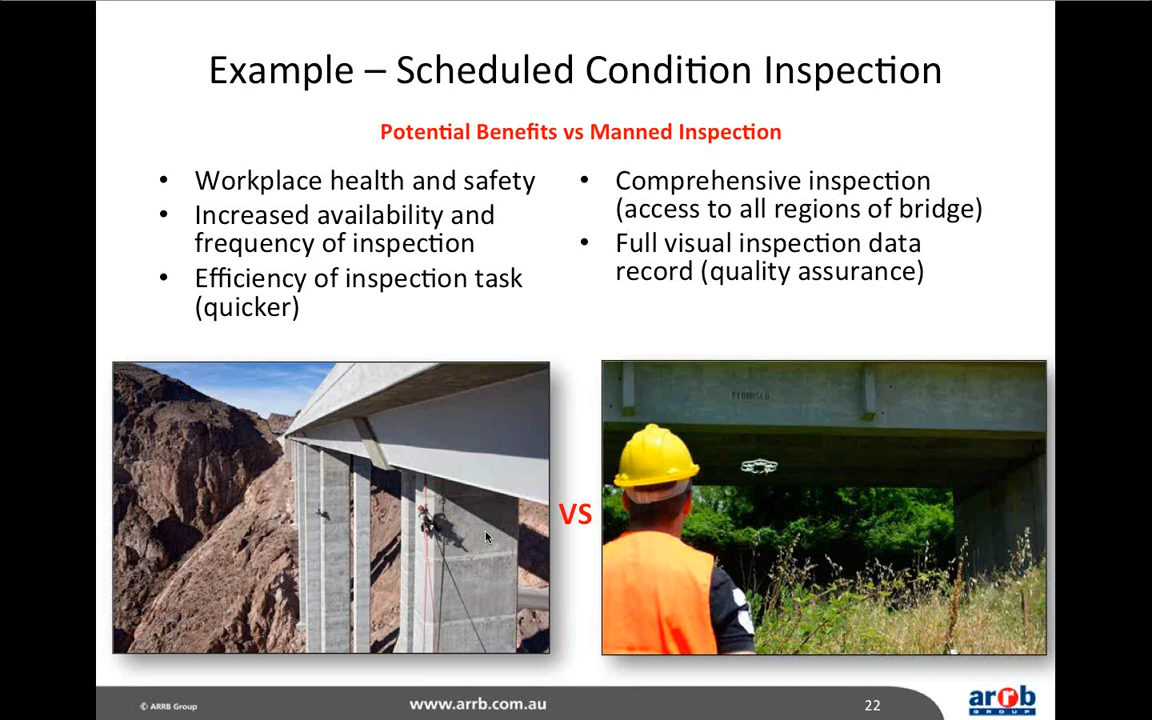 Example – Scheduled Condition Inspection
Potential Benefits vs Manned Inspection
• Workplace health and safety
• Increased availability and
frequency of inspection
• Efficiency of inspection task
(quicker)
• Comprehensive inspection
(access to all regions of bridge)
• Full visual inspection data
record (quality assurance)
VS
© ARRB Group
www.arrb.com.au
22
arrb
GROUP